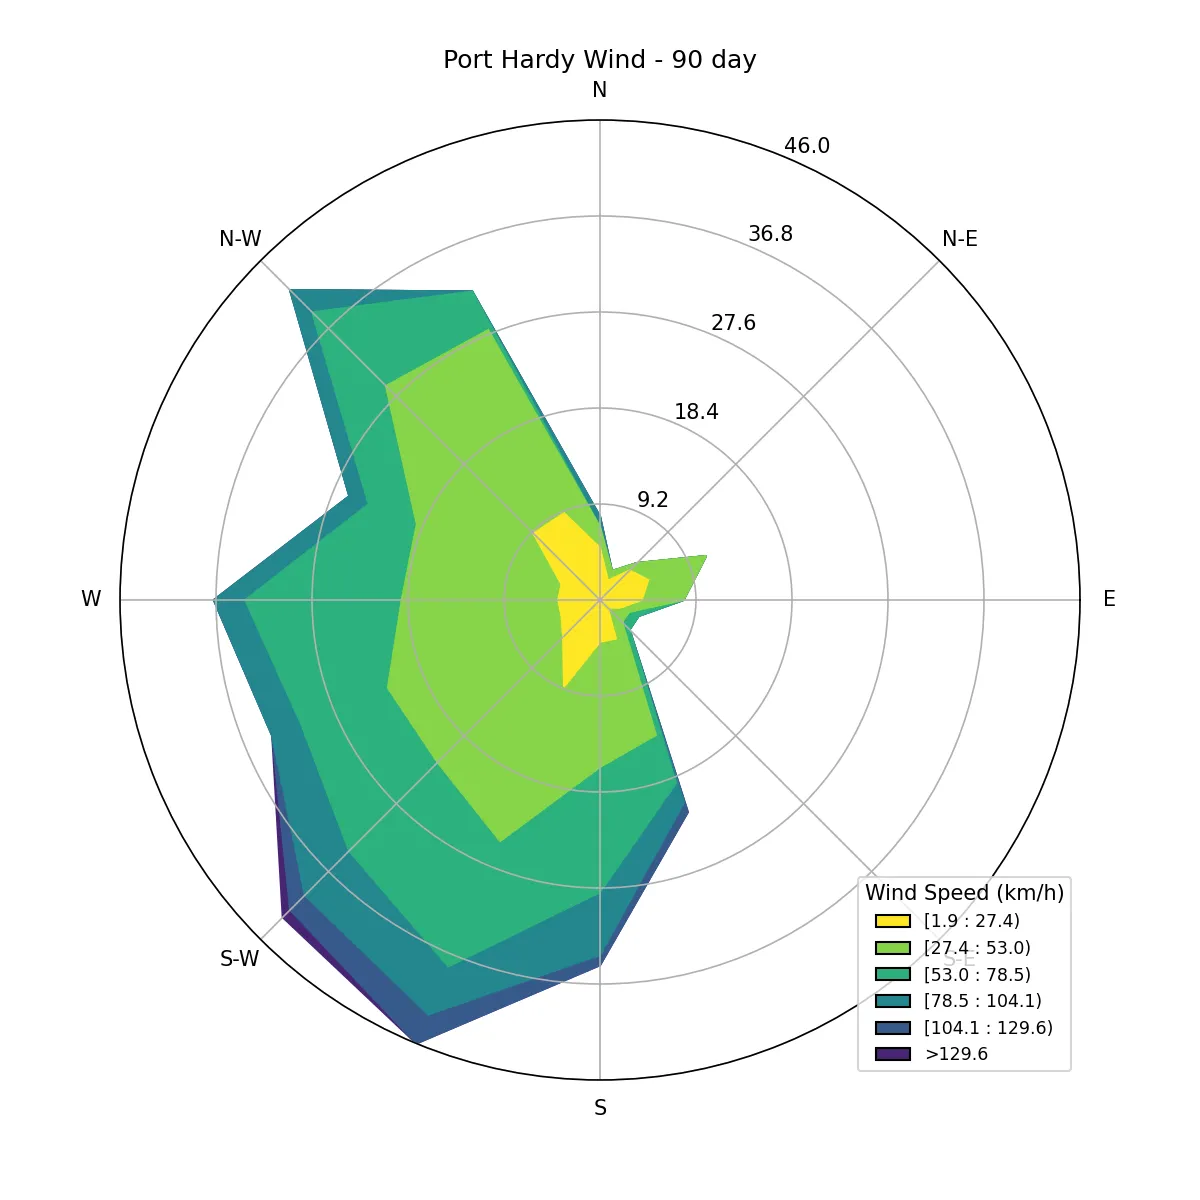 Port Hardy Wind - 90 day
N
46.0
36.8
N-W
N-E
27.6
18.4
9.2
W
E
S-W
S-E
S
Wind Speed (km/h)
[1.9 : 27.4)
[27.4 : 53.0)
[53.0 : 78.5)
[78.5 : 104.1)
[104.1 : 129.6)
>129.6